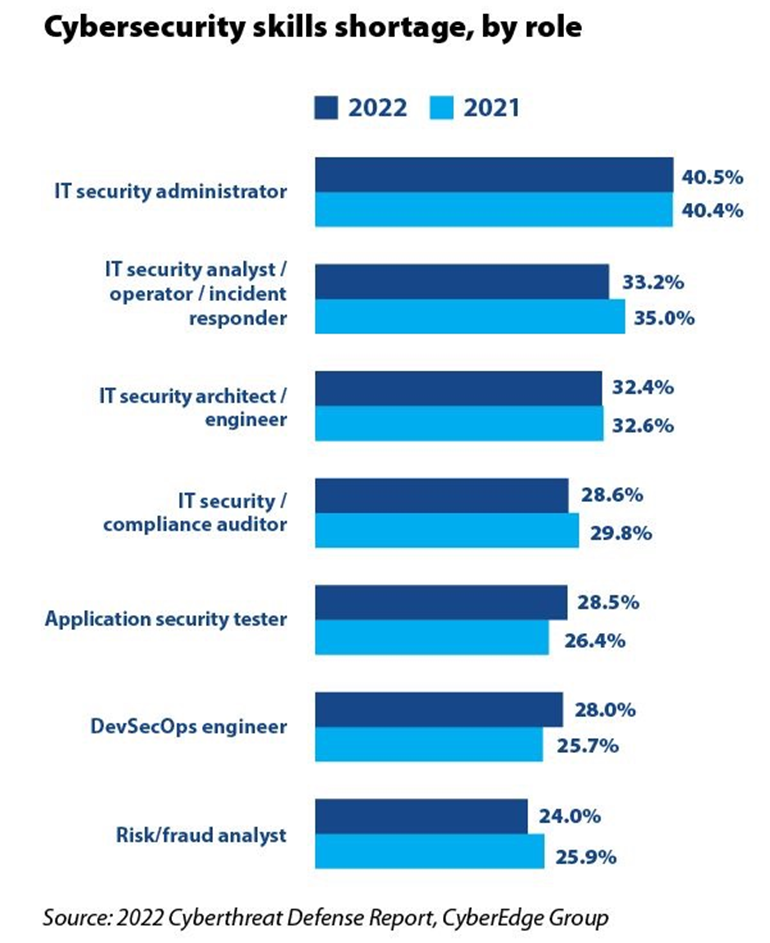 Cybersecurity skills shortage, by role
2022 2021
IT security administrator
40.5%
40.4%
IT security analyst /
operator / incident
responder
33.2%
35.0%
IT security architect /
engineer
32.4%
32.6%
IT security /
compliance auditor
28.6%
29.8%
Application security tester
28.5%
26.4%
DevSecOps engineer
28.0%
25.7%
Risk/fraud analyst
24.0%
25.9%
Source: 2022 Cyberthreat Defense Report, CyberEdge Group